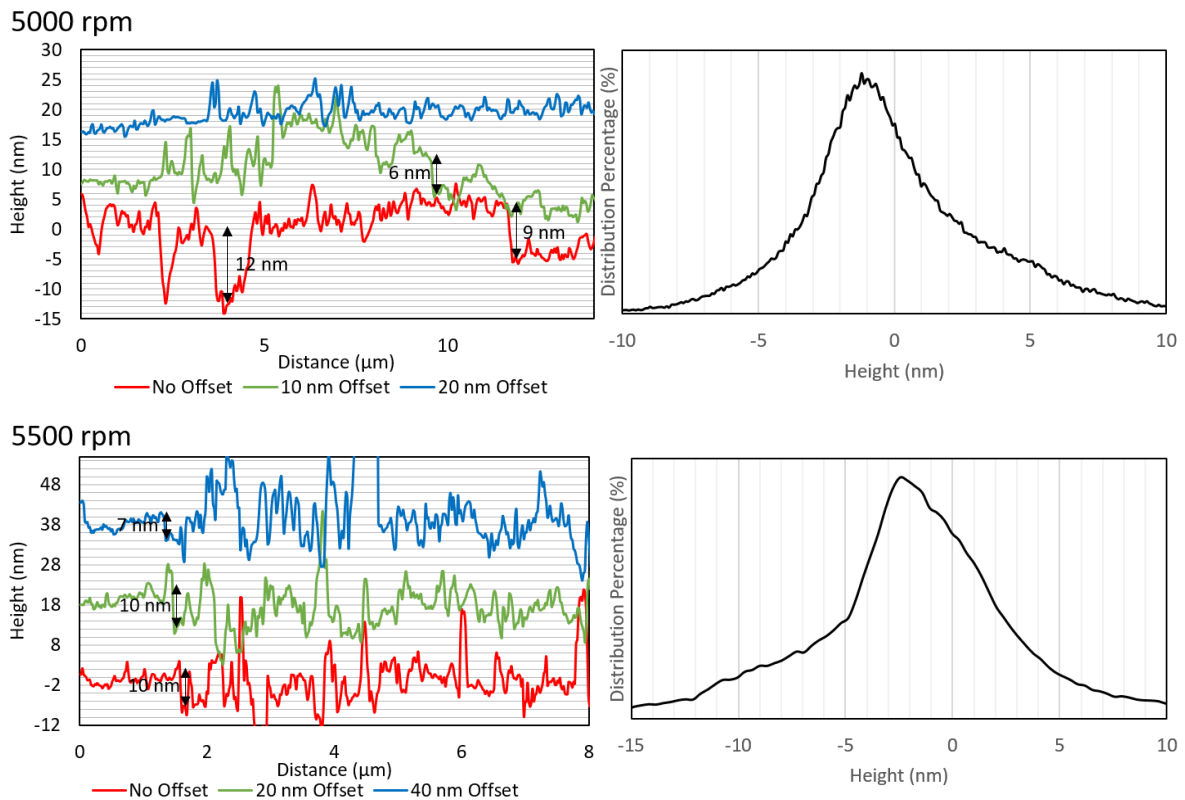 5000 rpm
30
25
20
15
10
5
0
-5
-10
-15
Height (nm)
6 nm
9 nm
12 nm
0 5 10
Distance (µm)
No Offset 10 nm Offset 20 nm Offset
Distribution Percentage (%)
-10 -5 0 5 10
Height (nm)
5500 rpm
48
38
28
18
8
-2
-12
Height (nm)
7 nm
10 nm
10 nm
0 2 4 6 8
Distance (µm)
No Offset 20 nm Offset 40 nm Offset
Distribution Percentage (%)
-15 -10 -5 0 5 10
Height (nm)